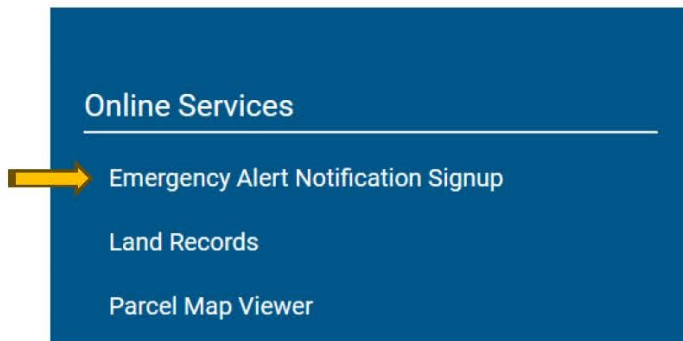 Online Services
Emergency Alert Notification Signup
Land Records
Parcel Map Viewer